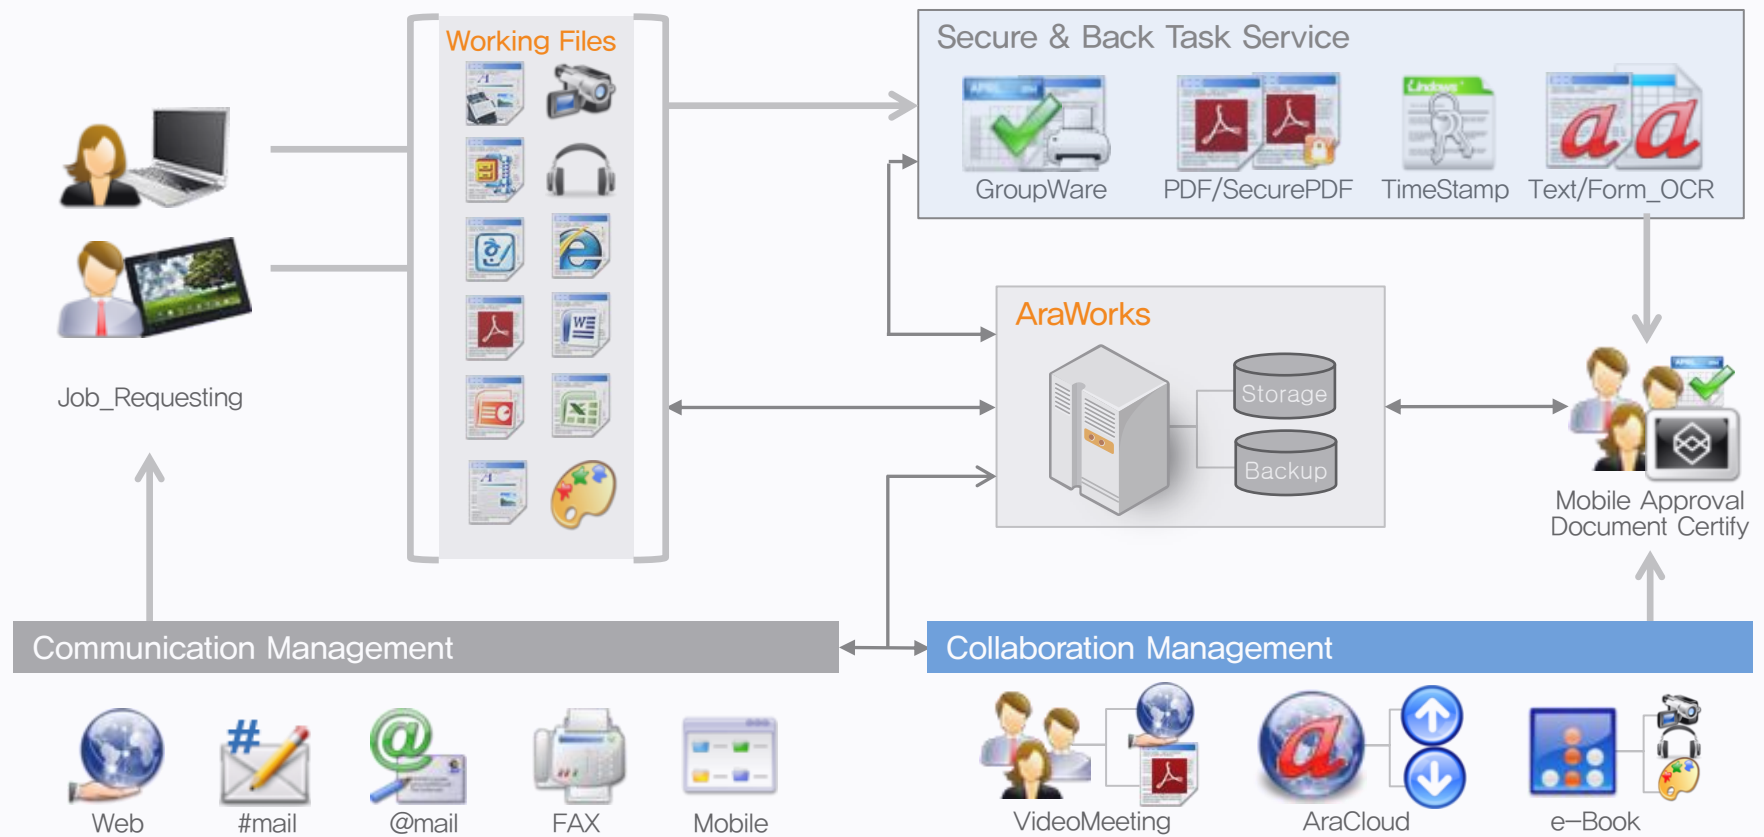 Working Files
Secure & Back Task Service
GroupWare
PDF/SecurePDF
TimeStamp
Text/Form_OCR
Job_Requesting
AraWorks
Storage
Backup
Mobile Approval
Document Certify
Communication Management
Collaboration Management
Web
#mail
@mail
FAX
Mobile
VideoMeeting
AraCloud
e-Book